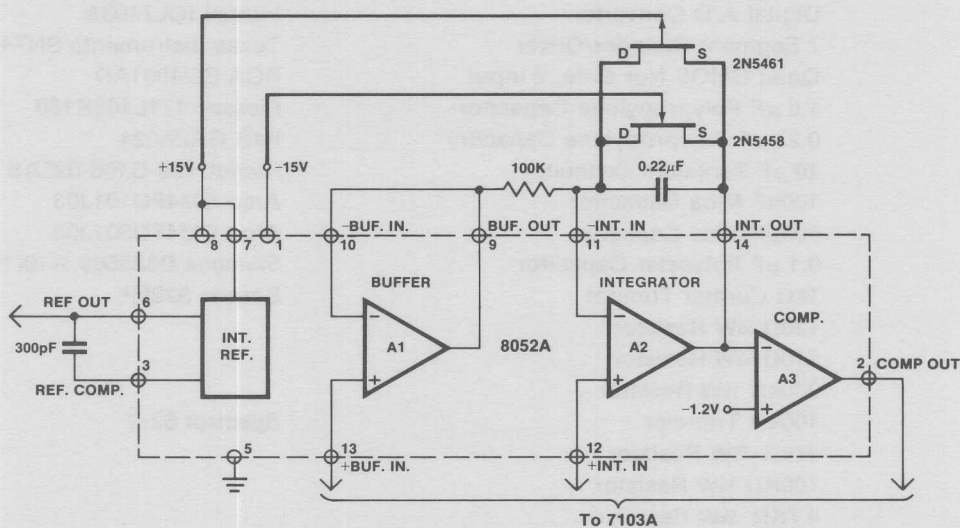 D S 2N5461
D S 2N5458
+15V -15V 100K 0.22µF
-BUF. IN. BUF. OUT -INT. IN INT. OUT
8 7 1 10 9 11 14
REF OUT 6
BUFFER INTEGRATOR
COMP.
300pF
INT.
REF.
- A1 8052A - A2 -
3
REF. COMP.
+ + -1.2V + A3
2 COMP OUT
5 13 12
+BUF. IN. +INT. IN
To 7103A